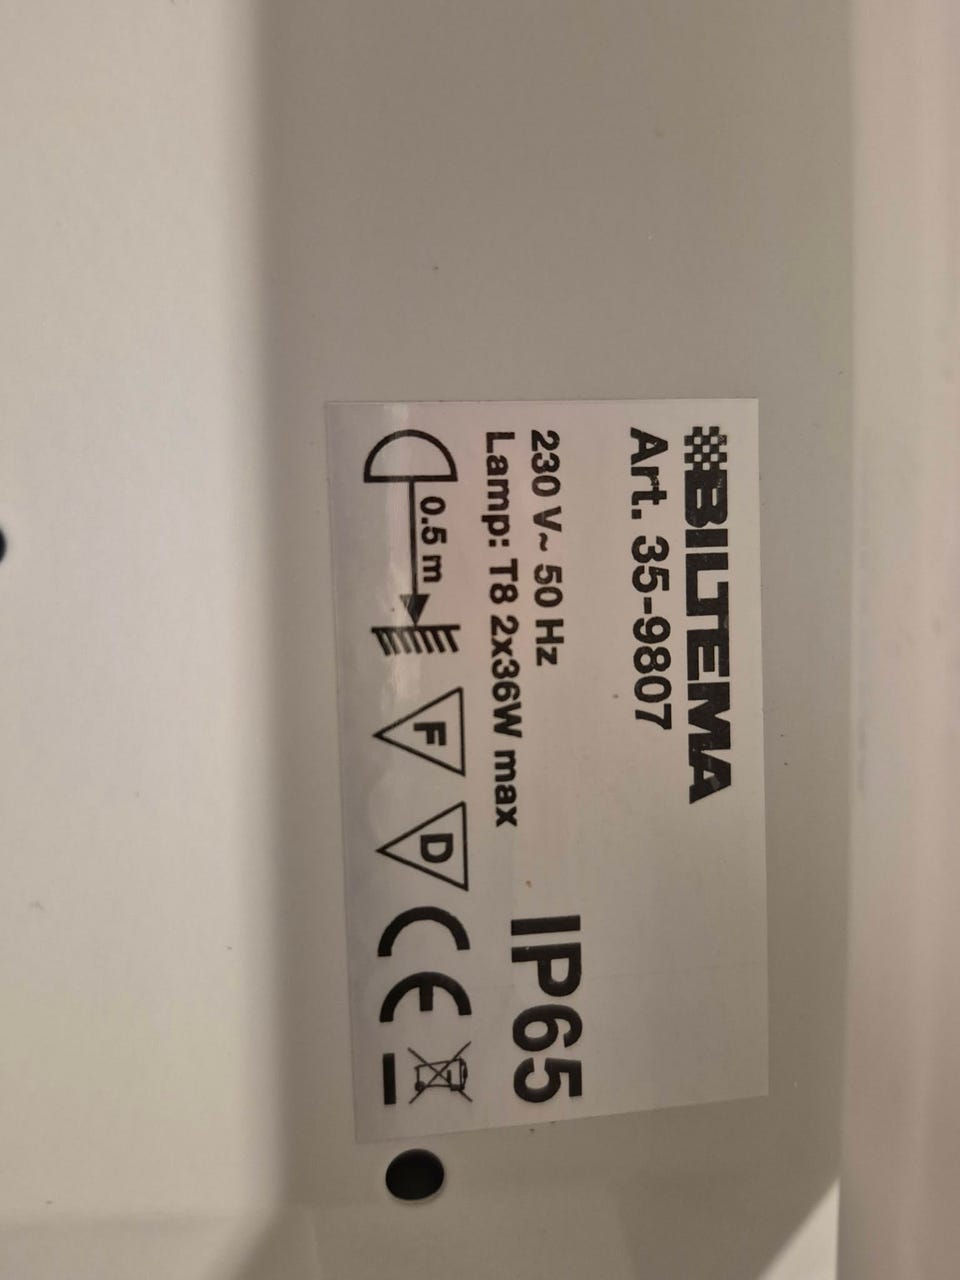 BILTEMA
Art. 35-9807
230 V~ 50 Hz
Lamp: T8 2x36W max
IP65
0.5 m
F
D
CE